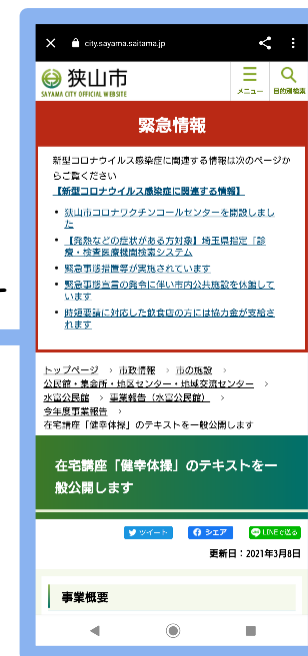 city.sayama.saitama.jp
狭山市
SAYAMA CITY OFFICIAL WEBSITE
メニュー
目的別検索
緊急情報
新型コロナウイルス感染症に関連する情報は次のページか
らご覧ください
【新型コロナウイルス感染症に関連する情報】
狭山市コロナワクチンコールセンターを開設しまし
た
【発熱などの症状がある方対象】埼玉県指定「診
療・検査医療機関検索システム
緊急事態措置等が実施されています
緊急事態宣言の発令に伴い市内公共施設を休館して
います
時短要請に対応した飲食店の方には協力金が支給さ
れます
トップページ > 市政情報 > 市の施設 >
公民館・集会所・地区センター・地域交流センター >
水富公民館 > 事業報告(水富公民館) >
今年度事業報告 >
在宅講座「健幸体操」のテキストを一般公開します
在宅講座「健幸体操」のテキストを一
般公開します
ツイート
シェア
LINEで送る
更新日:2021年3月8日
事業概要